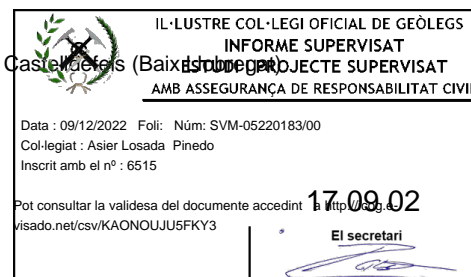 IL·LUSTRE COL·LEGI OFICIAL DE GEÒLEGS
INFORME SUPERVISAT
Castelldefels (Baix Llobregat).
ESTUDI / PROJECTE SUPERVISAT
AMB ASSEGURANÇA DE RESPONSABILITAT CIVIL
Data : 09/12/2022 Foli: Núm: SVM-05220183/00
Col·legiat : Asier Losada Pinedo
Inscrit amb el nº : 6515
17.09.02
Pot consultar la validesa del documente accedint a http://cog.e-
visado.net/csv/KAONOUJU5FKY3
El secretari